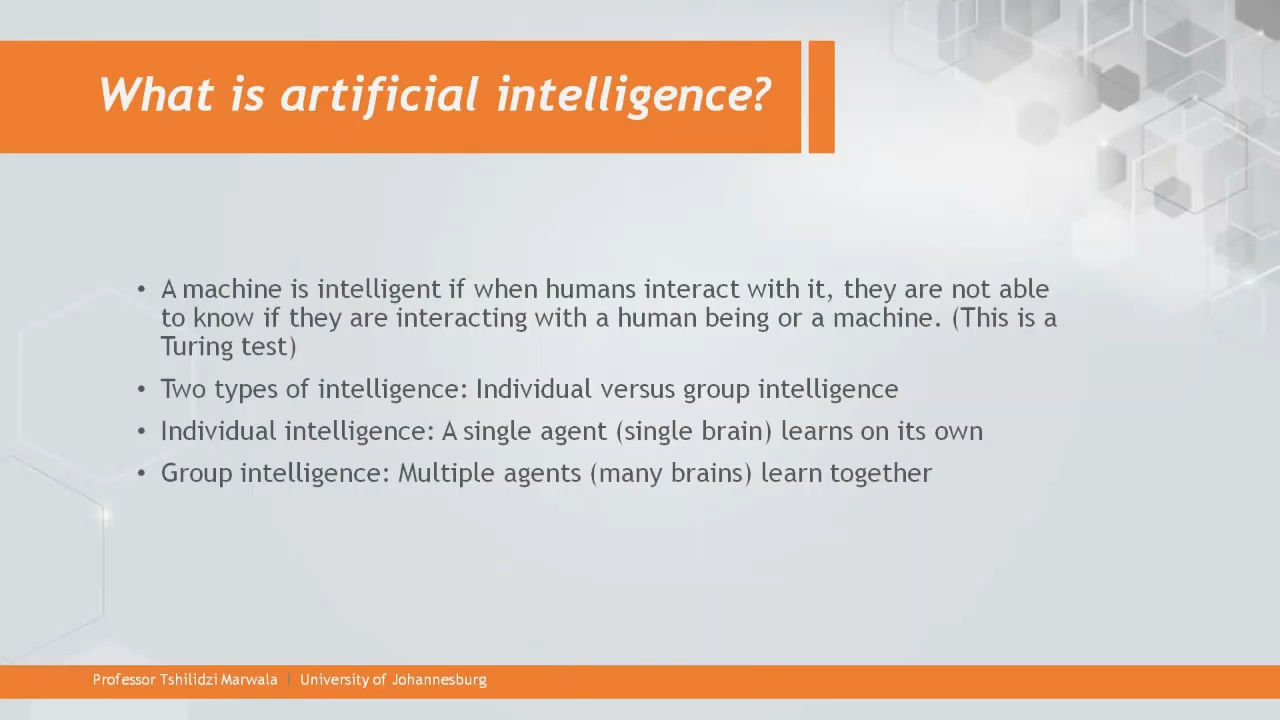 What is artificial intelligence?
• A machine is intelligent if when humans interact with it, they are not able
to know if they are interacting with a human being or a machine. (This is a
Turing test)
• Two types of intelligence: Individual versus group intelligence
• Individual intelligence: A single agent (single brain) learns on its own
• Group intelligence: Multiple agents (many brains) learn together
Professor Tshilidzi Marwala | University of Johannesburg